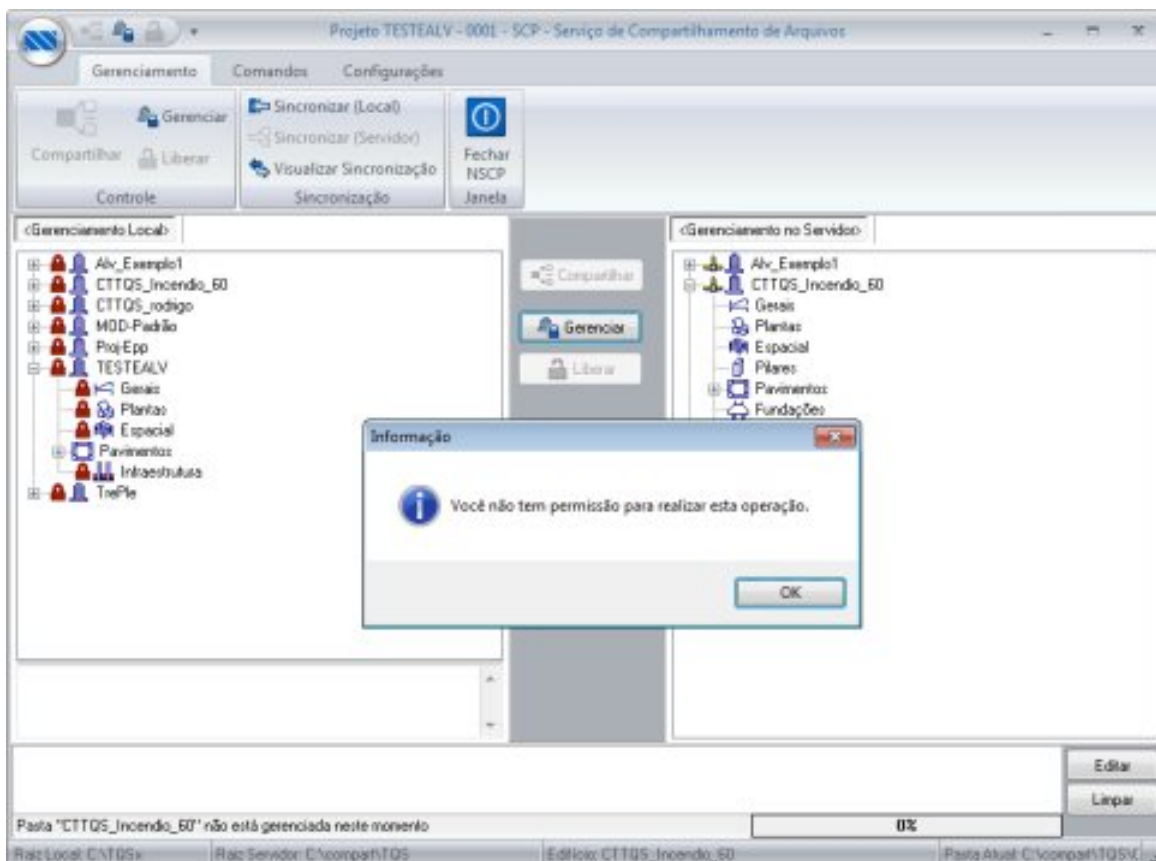 Projeto TESTEALV - 0001 - SCP - Serviço de Compartilhamento de Arquivos
Gerenciamento Comandos Configurações
Compartilhar
Gerenciar
Liberar
Controle
Sincronizar (Local)
Sincronizar (Servidor)
Visualizar Sincronização
Sincronização
Fechar
NSCP
Janela
<Gerenciamento Local>
Alv_Exemplo1
CTTQS_Incendio_60
CTTQS_rodrigo
MOD-Padrão
Proj-Epp
TESTEALV
Gerais
Plantas
Espacial
Pavimentos
Infraestrutura
TrePle
Compartilhar
Gerenciar
Liberar
<Gerenciamento no Servidor>
Alv_Exemplo1
CTTQS_Incendio_60
Gerais
Plantas
Espacial
Pilares
Pavimentos
Fundações
Informação
Você não tem permissão para realizar esta operação.
OK
Editar
Limpar
Pasta "CTTQS_Incendio_60" não está gerenciada neste momento
0%
Raiz Local: C:\TQSx
Raiz Servidor: C:\compart\TQS
Edifício: CTTQS_Incendio_60
Pasta Atual: C:\compart\TQS\C